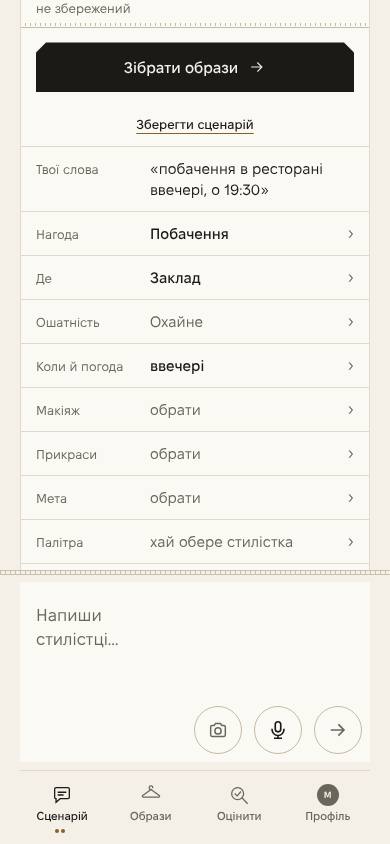 не збережений
Зібрати образи →
Зберегти сценарій
Твої слова
«побачення в ресторані
ввечері, о 19:30»
Нагода
Побачення
Де
Заклад
Ошатність
Охайне
Коли й погода
ввечері
Макіяж
обрати
Прикраси
обрати
Мета
обрати
Палітра
хай обере стилістка
Напиши
стилістці...
Сценарій
Образи
Оцінити
М
Профіль